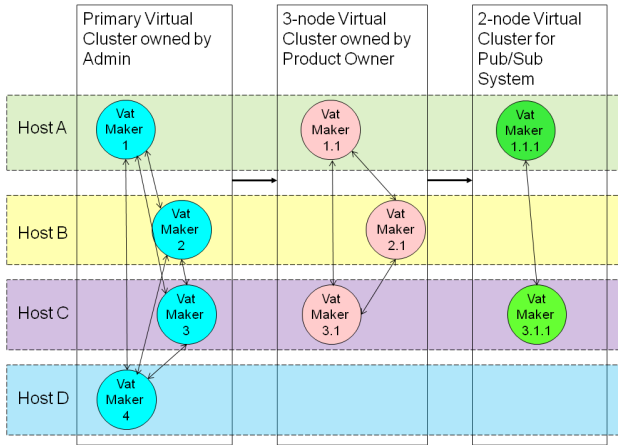 Primary Virtual
Cluster owned by
Admin
3-node Virtual
Cluster owned by
Product Owner
2-node Virtual
Cluster for
Pub/Sub
System
Host A
Vat
Maker
1
Vat
Maker
1.1
Vat
Maker
1.1.1
Host B
Vat
Maker
2
Vat
Maker
2.1
Host C
Vat
Maker
3
Vat
Maker
3.1
Vat
Maker
3.1.1
Host D
Vat
Maker
4